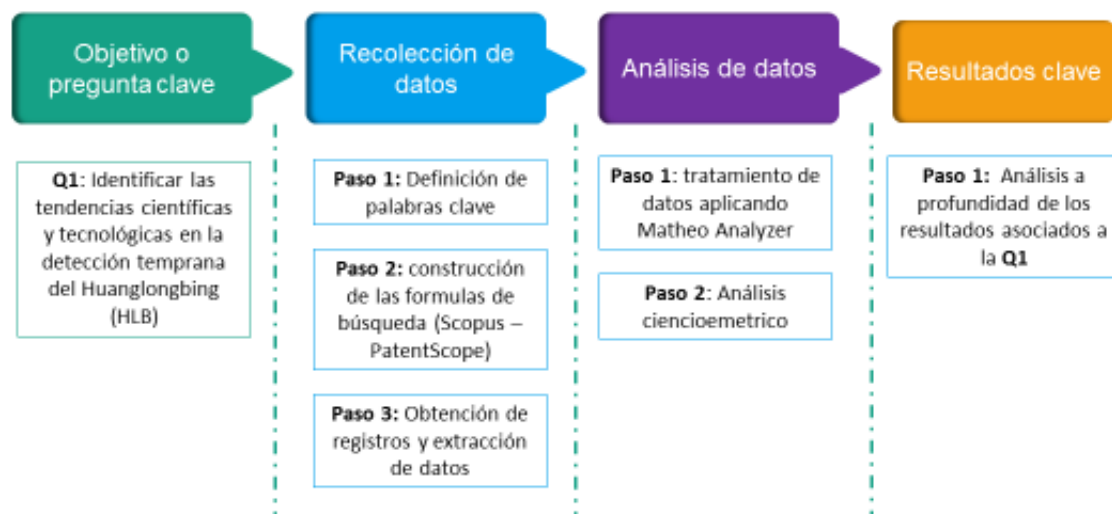 Objetivo o
pregunta clave
Recolección de
datos
Análisis de datos
Resultados clave
Q1: Identificar las
tendencias científicas
y tecnológicas en la
detección temprana
del Huanglongbing
(HLB)
Paso 1: Definición de
palabras clave
Paso 2: construcción
de las formulas de
búsqueda (Scopus –
PatentScope)
Paso 3: Obtención de
registros y extracción
de datos
Paso 1: tratamiento de
datos aplicando
Matheo Analyzer
Paso 2: Análisis
ciencioemetrico
Paso 1: Análisis a
profundidad de los
resultados asociados a
la Q1